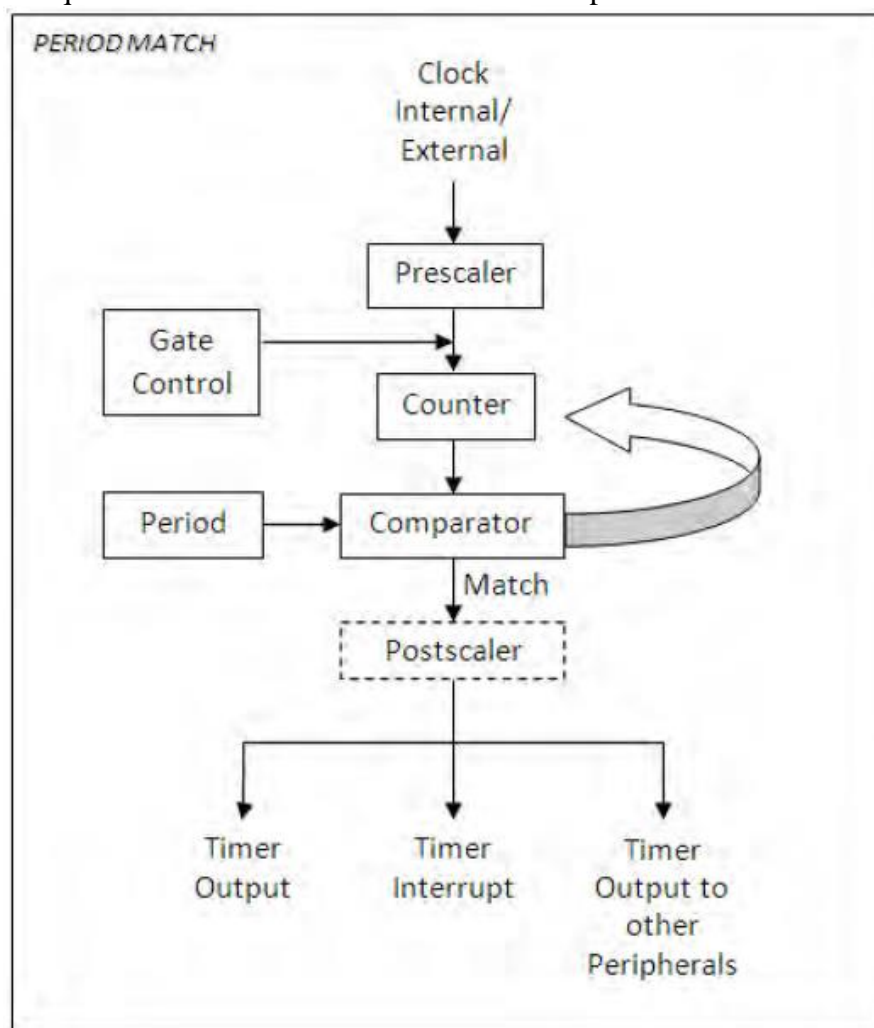 PERIOD MATCH
Clock
Internal/
External
Prescaler
Gate
Control
Counter
Period
Comparator
Match
Postscaler
Timer
Output
Timer
Interrupt
Timer
Output to
other
Peripherals